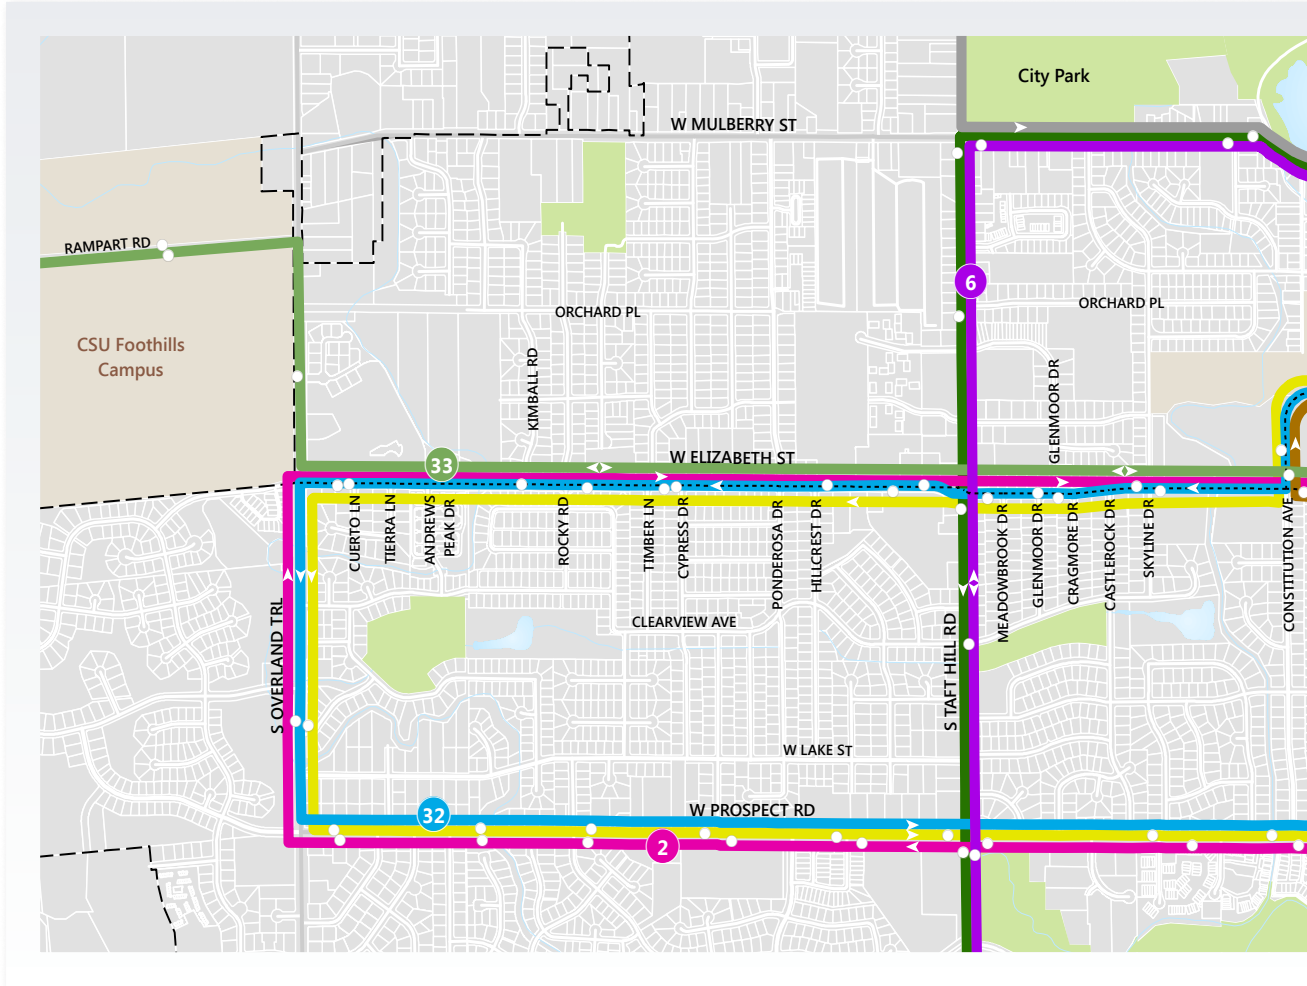 City Park
W MULBERRY ST
RAMPART RD
6
ORCHARD PL
ORCHARD PL
CSU Foothills
Campus
KIMBALL RD
GLENMOOR DR
33
W ELIZABETH ST
CUERTO LN
TIERRA LN
ANDREWS
PEAK DR
ROCKY RD
TIMBER LN
CYPRESS DR
PONDEROSA DR
HILLCREST DR
MEADOWBROOK DR
GLENMOOR DR
CRAGMORE DR
CASTLEROCK DR
SKYLINE DR
CONSTITUTION AVE
CLEARVIEW AVE
S OVERLAND TRL
S TAFT HILL RD
W LAKE ST
32
W PROSPECT RD
2